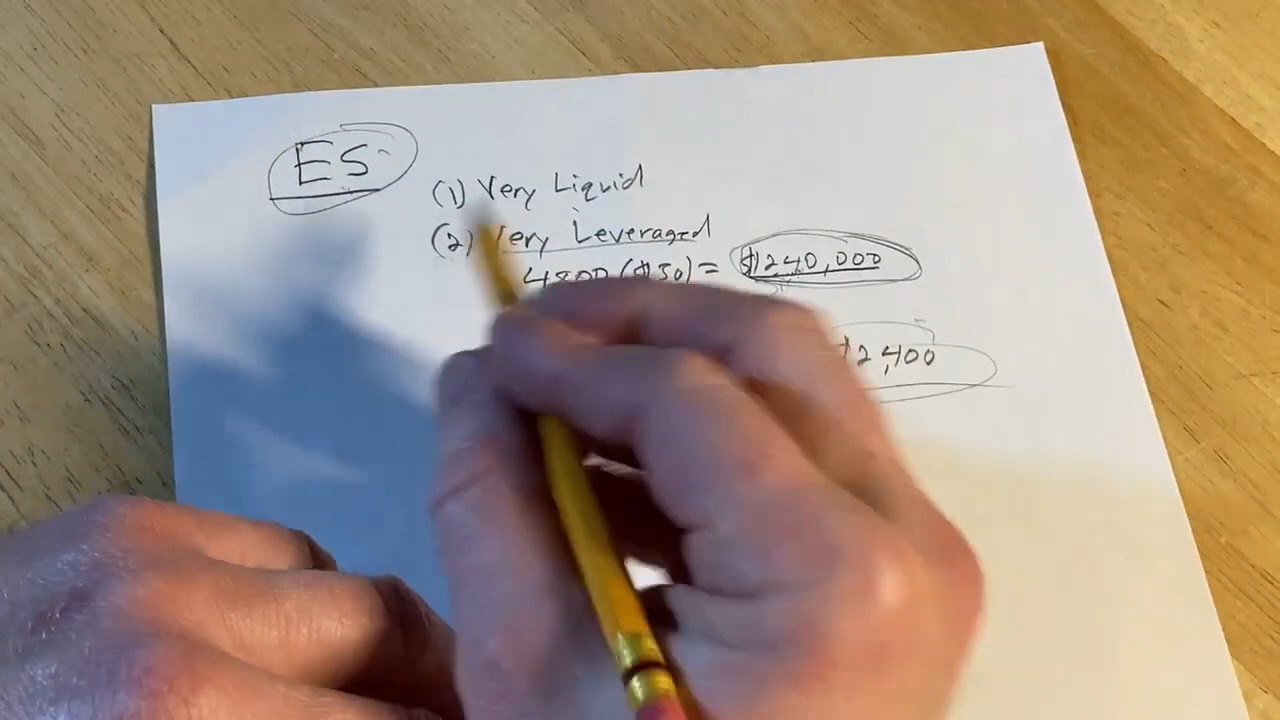 ES
(1) Very Liquid
(2) Very Leveraged
4800 ($50) = $240,000
$2,400